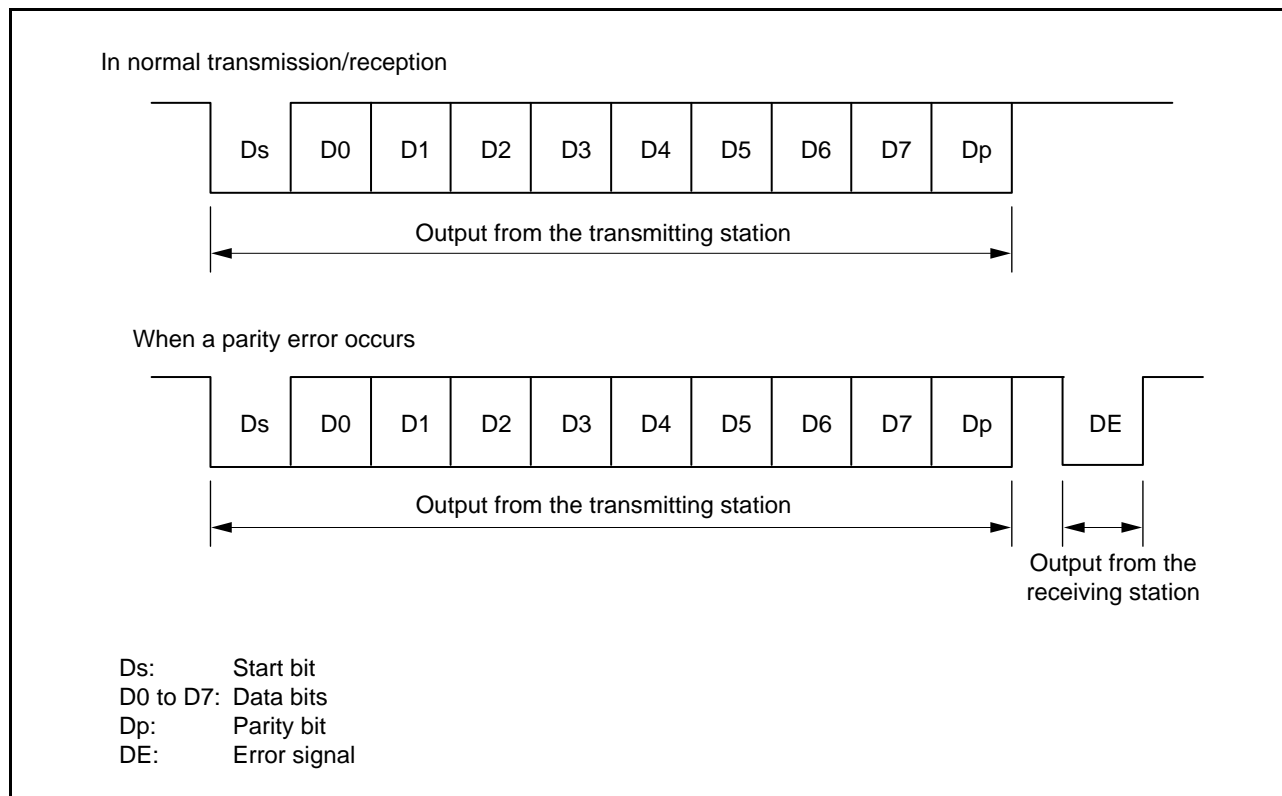 In normal transmission/reception
Ds D0 D1 D2 D3 D4 D5 D6 D7 Dp
Output from the transmitting station
When a parity error occurs
Ds D0 D1 D2 D3 D4 D5 D6 D7 Dp DE
Output from the transmitting station
Output from the
receiving station
Ds: Start bit
D0 to D7: Data bits
Dp: Parity bit
DE: Error signal